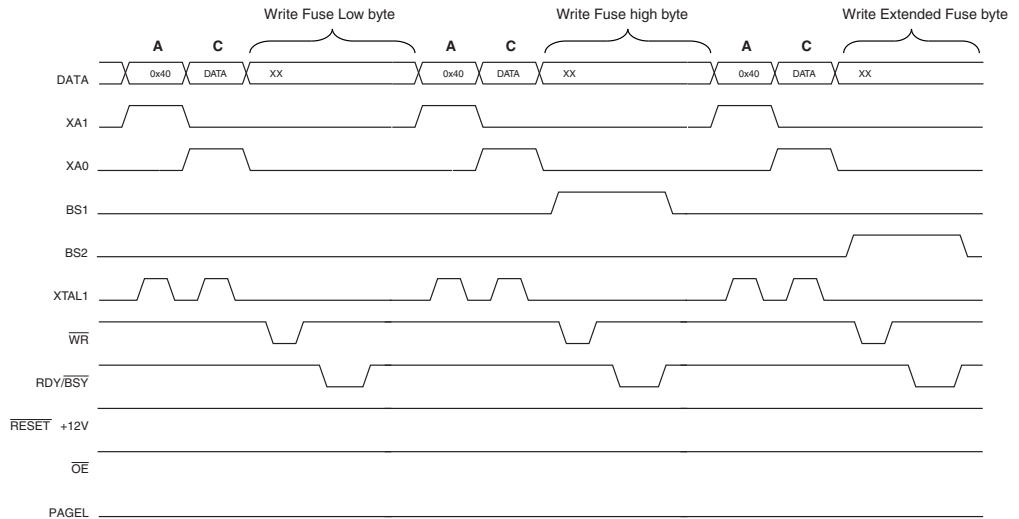 Write Fuse Low byte Write Fuse high byte Write Extended Fuse byte
A C A C A C
DATA 0x40 DATA XX 0x40 DATA XX 0x40 DATA XX
XA1
XA0
BS1
BS2
XTAL1
WR
RDY/BSY
RESET +12V
OE
PAGEL